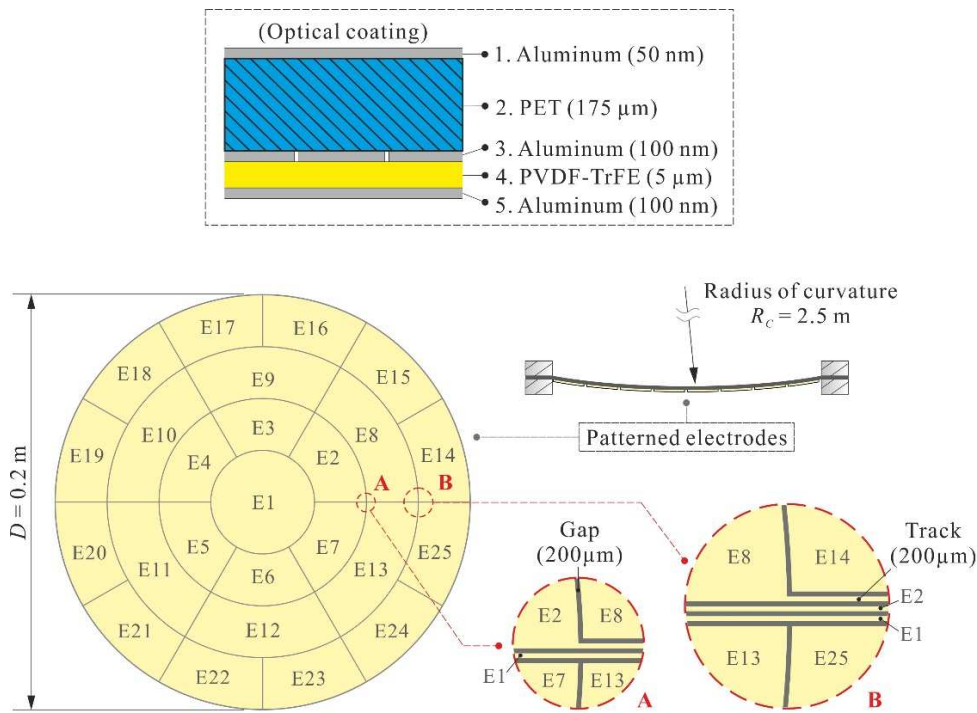 (Optical coating)
1. Aluminum (50 nm)
2. PET (175 µm)
3. Aluminum (100 nm)
4. PVDF-TrFE (5 µm)
5. Aluminum (100 nm)
Radius of curvature
R_C = 2.5 m
Patterned electrodes
D = 0.2 m
E17 E16
E18 E15
E9
E10 E3 E8
E19 E4 E2 E14
E1
A
B
E20 E5 E7 E25
E11 E6 E13
E21 E12 E24
E22 E23
Gap
(200µm)
E2 E8
E1
E7 E13
A
Track
(200µm)
E8 E14
E2
E1
E13 E25
B